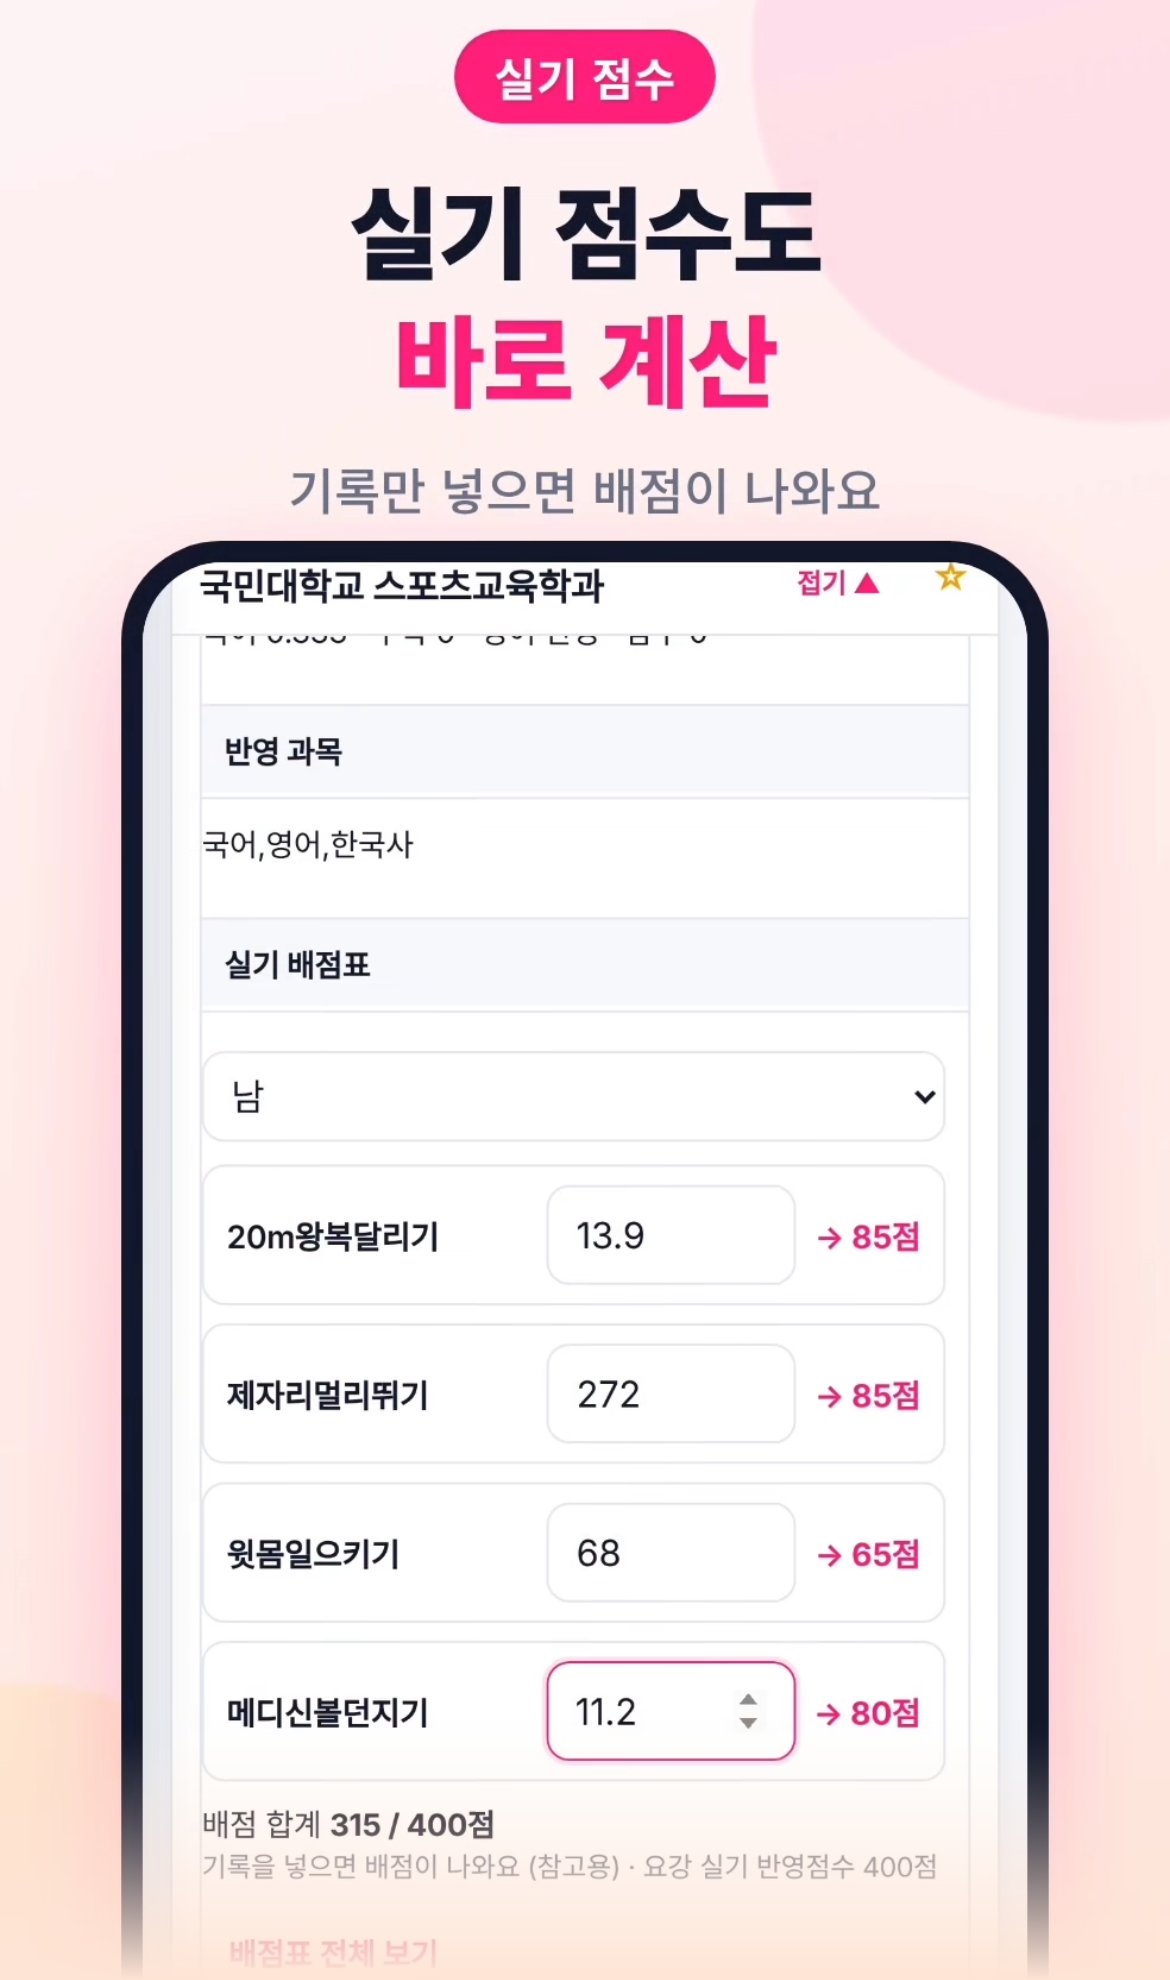 실기 점수
실기 점수도
바로 계산
기록만 넣으면 배점이 나와요
국민대학교 스포츠교육학과 접기 ▲ ☆
반영 과목
국어,영어,한국사
실기 배점표
남
20m왕복달리기 13.9 → 85점
제자리멀리뛰기 272 → 85점
윗몸일으키기 68 → 65점
메디신볼던지기 11.2 → 80점
배점 합계 315 / 400점
기록을 넣으면 배점이 나와요 (참고용) · 요강 실기 반영점수 400점
배점표 전체 보기